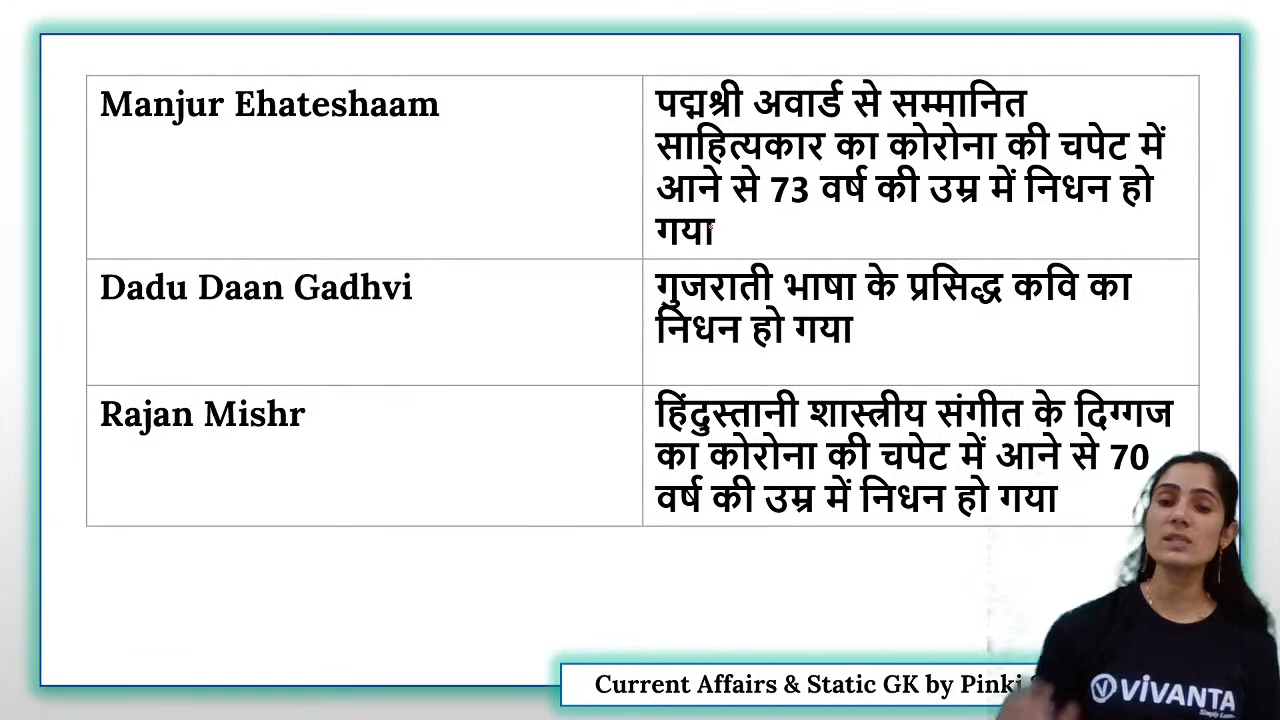 Manjur Ehateshaam
पद्मश्री अवार्ड से सम्मानित
साहित्यकार का कोरोना की चपेट में
आने से 73 वर्ष की उम्र में निधन हो
गया
Dadu Daan Gadhvi
गुजराती भाषा के प्रसिद्ध कवि का
निधन हो गया
Rajan Mishr
हिंदुस्तानी शास्त्रीय संगीत के दिग्गज
का कोरोना की चपेट में आने से 70
वर्ष की उम्र में निधन हो गया
Current Affairs & Static GK by Pinki
VIVANTA